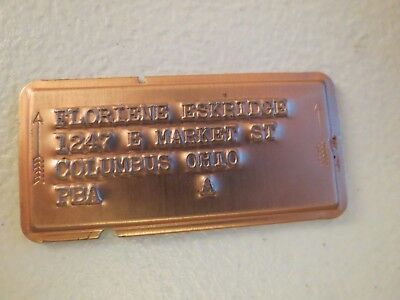 FLORIENE ESKRIDGE
1247 E MARKET ST
COLUMBUS OHIO
PBA A